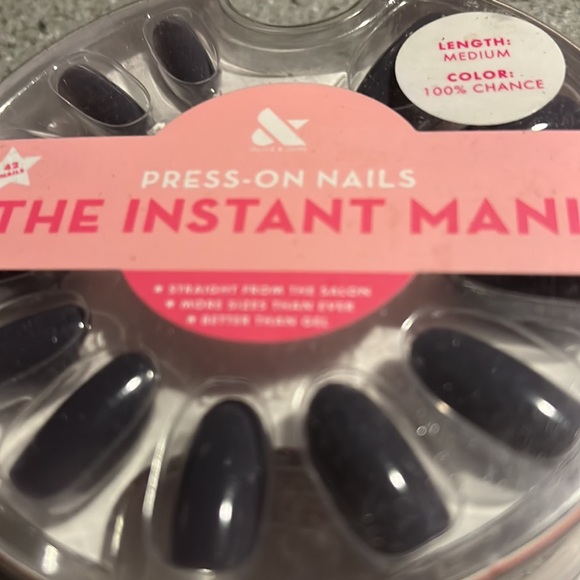 LENGTH:
MEDIUM
COLOR:
100% CHANCE
&
42
NAILS
PRESS-ON NAILS
THE INSTANT MANI
STRAIGHT FROM THE SALON
MORE SIZES THAN EVER
BETTER THAN GEL